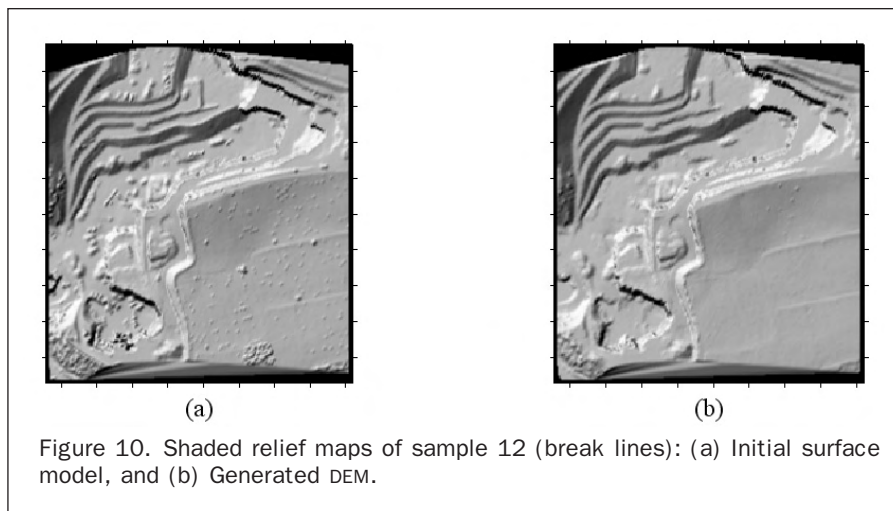 (a)
(b)
Figure 10. Shaded relief maps of sample 12 (break lines): (a) Initial surface
model, and (b) Generated DEM.